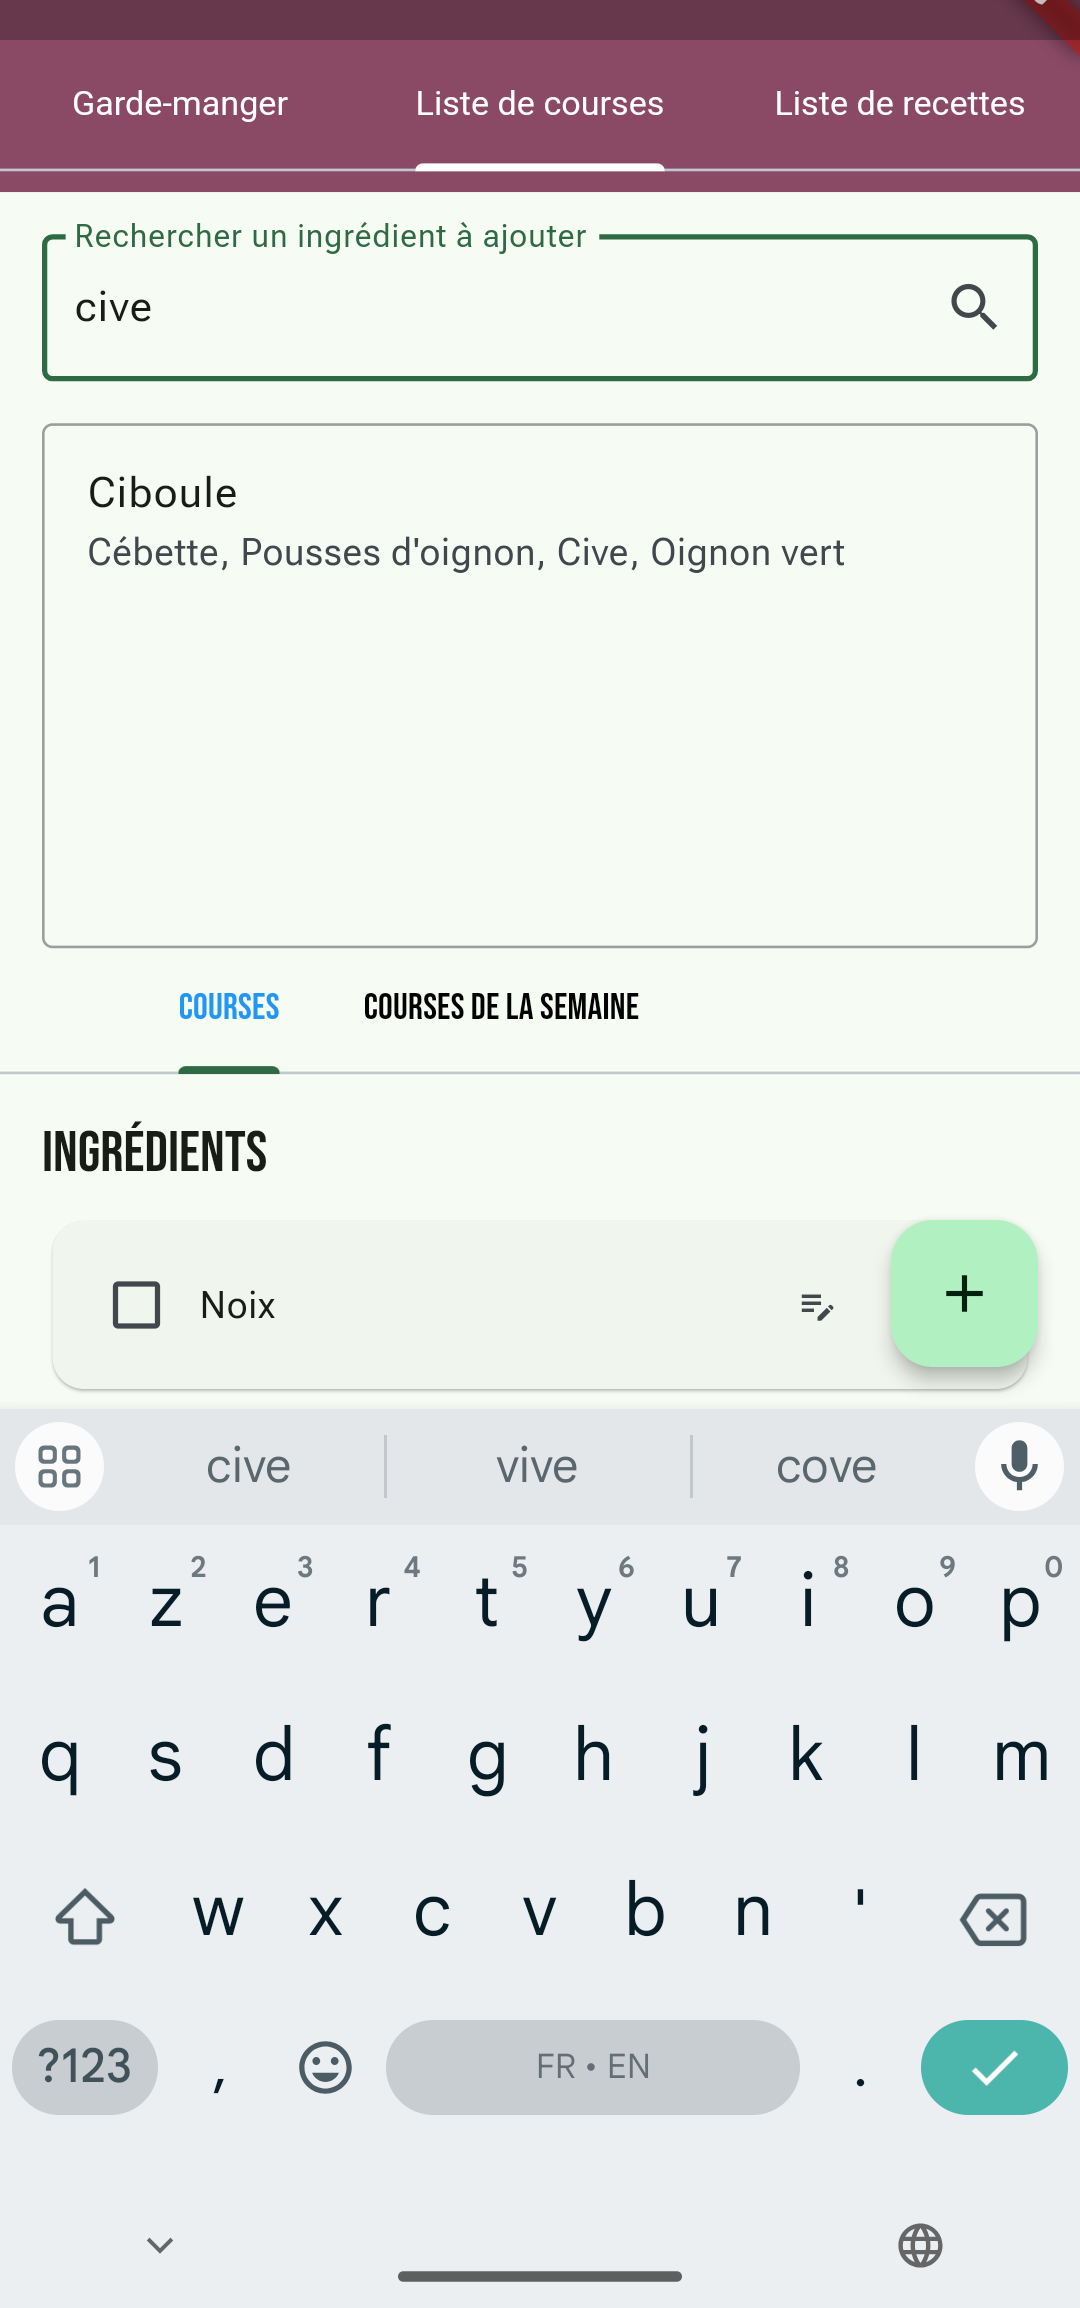 Garde-manger Liste de courses Liste de recettes
Rechercher un ingrédient à ajouter
cive
Ciboule
Cébette, Pousses d'oignon, Cive, Oignon vert
COURSES COURSES DE LA SEMAINE
INGRÉDIENTS
Noix
+
cive vive cove
1 2 3 4 5 6 7 8 9 0
a z e r t y u i o p
q s d f g h j k l m
w x c v b n '
?123 , FR • EN .